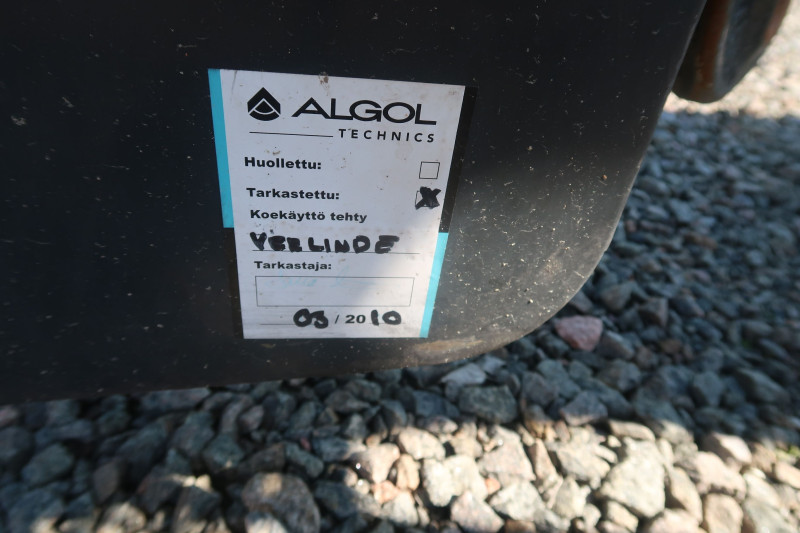 ALGOL
TECHNICS
Huollettu:
Tarkastettu: X
Koekäyttö tehty
VERLINDE
Tarkastaja:
03 / 2010